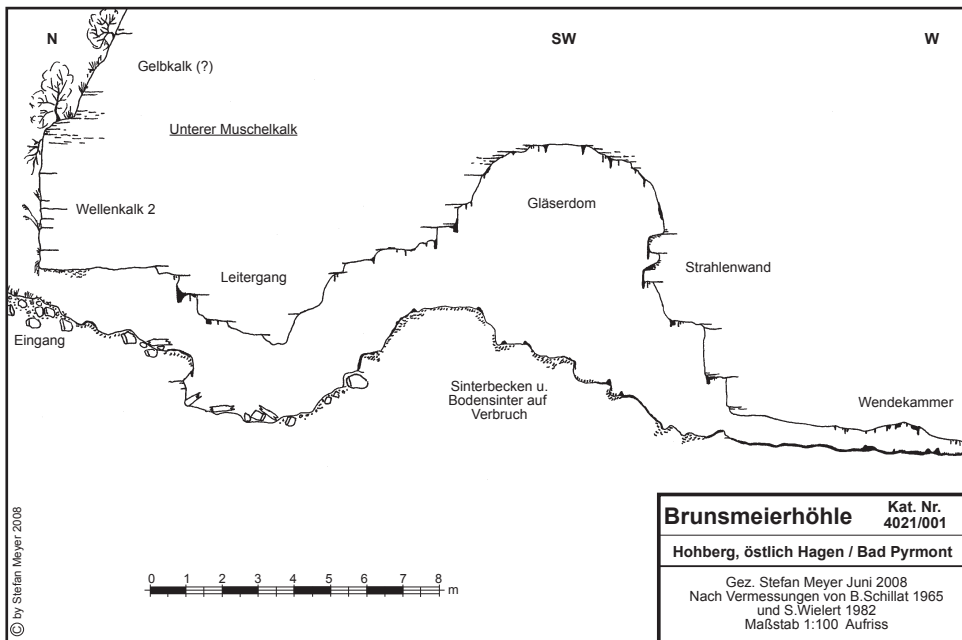 N SW W
Gelbkalk (?)
Unterer Muschelkalk
Wellenkalk 2
Gläserdom
Leitergang
Strahlenwand
Eingang
Sinterbecken u.
Bodensinter auf
Verbruch
Wendekammer
© by Stefan Meyer 2008
0 1 2 3 4 5 6 7 8 m
Brunsmeierhöhle
Kat. Nr.
4021/001
Hohberg, östlich Hagen / Bad Pyrmont
Gez. Stefan Meyer Juni 2008
Nach Vermessungen von B.Schillat 1965
und S.Wielert 1982
Maßstab 1:100 Aufriss